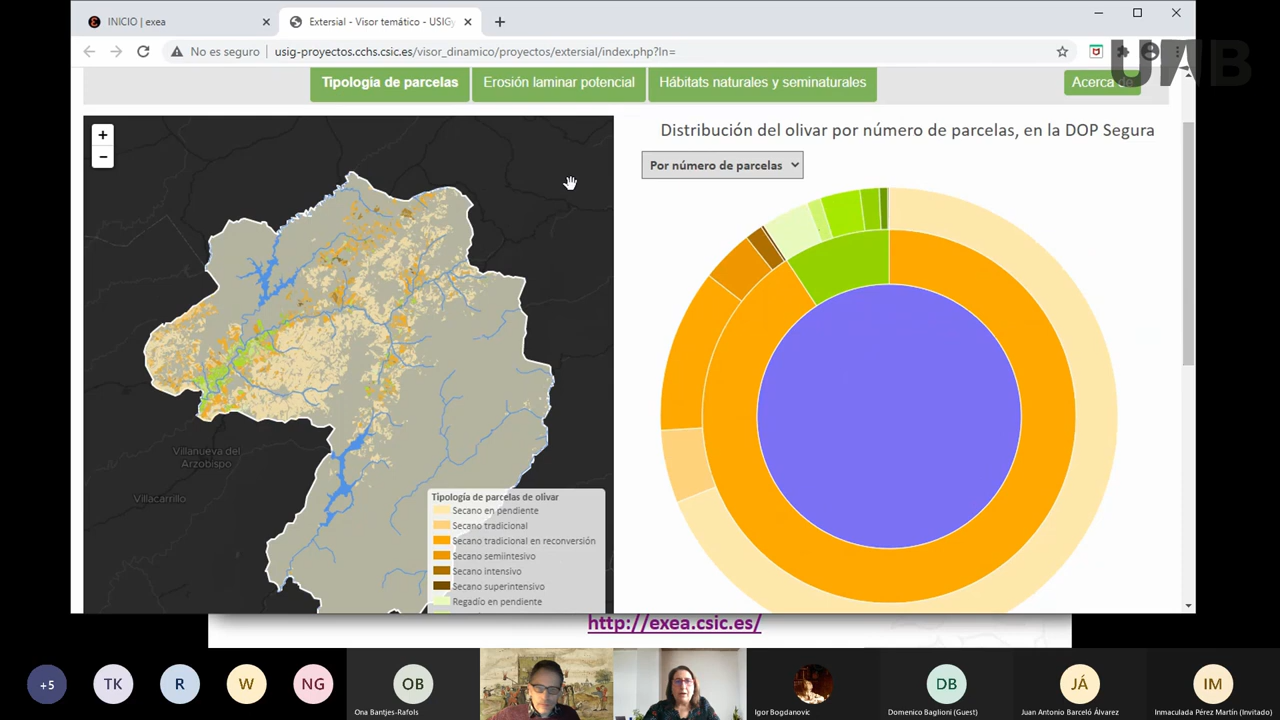 INICIO | exea
Extersial - Visor temático - USIGy
No es seguro
usig-proyectos.cchs.csic.es/visor_dinamico/proyectos/extersial/index.php?ln=
UAB
Tipología de parcelas
Erosión laminar potencial
Hábitats naturales y seminaturales
Acerca de
+
−
Distribución del olivar por número de parcelas, en la DOP Segura
Por número de parcelas
Villanueva del
Arzobispo
Villacarrillo
Tipología de parcelas de olivar
Secano en pendiente
Secano tradicional
Secano tradicional en reconversión
Secano semiintesivo
Secano intensivo
Secano superintensivo
Regadío en pendiente
http://exea.csic.es/
+5
TK
R
W
NG
OB
DB
JÁ
IM
Ona Bantjes-Rafols
Igor Bogdanovic
Domenico Baglioni (Guest)
Juan Antonio Barceló Álvarez
Inmaculada Pérez Martín (Invitado)